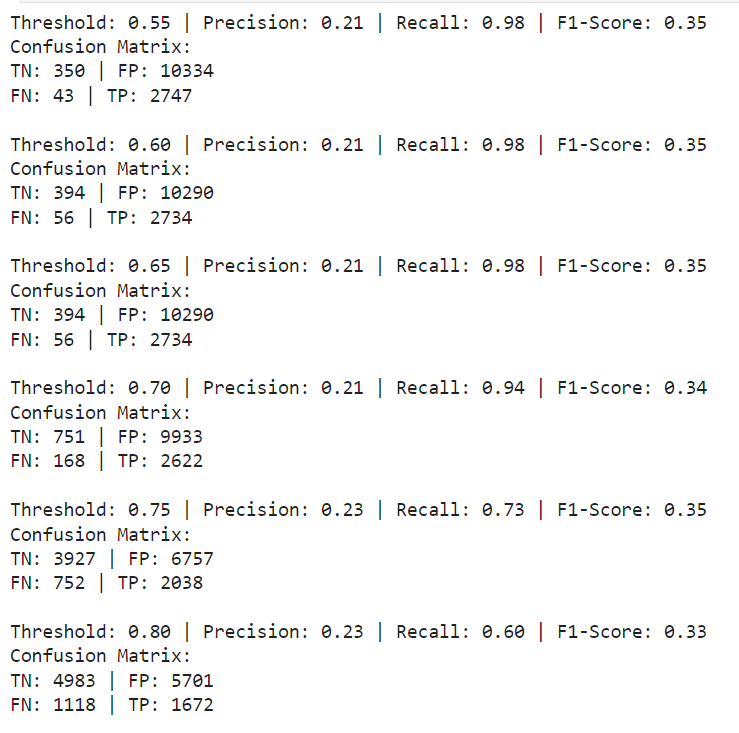 Threshold: 0.55 | Precision: 0.21 | Recall: 0.98 | F1-Score: 0.35
Confusion Matrix:
TN: 350 | FP: 10334
FN: 43 | TP: 2747
Threshold: 0.60 | Precision: 0.21 | Recall: 0.98 | F1-Score: 0.35
Confusion Matrix:
TN: 394 | FP: 10290
FN: 56 | TP: 2734
Threshold: 0.65 | Precision: 0.21 | Recall: 0.98 | F1-Score: 0.35
Confusion Matrix:
TN: 394 | FP: 10290
FN: 56 | TP: 2734
Threshold: 0.70 | Precision: 0.21 | Recall: 0.94 | F1-Score: 0.34
Confusion Matrix:
TN: 751 | FP: 9933
FN: 168 | TP: 2622
Threshold: 0.75 | Precision: 0.23 | Recall: 0.73 | F1-Score: 0.35
Confusion Matrix:
TN: 3927 | FP: 6757
FN: 752 | TP: 2038
Threshold: 0.80 | Precision: 0.23 | Recall: 0.60 | F1-Score: 0.33
Confusion Matrix:
TN: 4983 | FP: 5701
FN: 1118 | TP: 1672